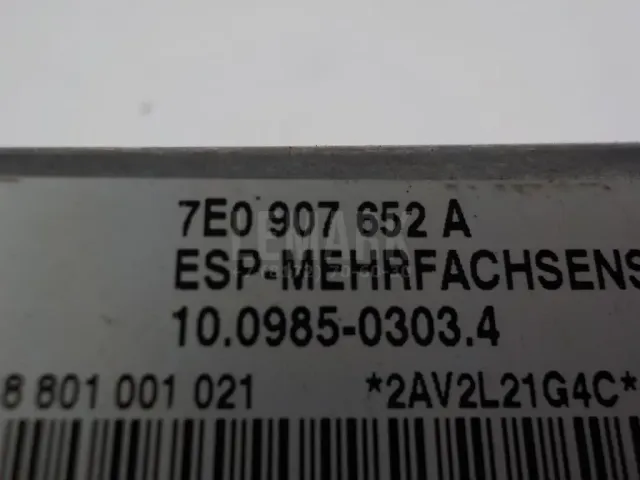 7E0 907 652 A
ESP-MEHRFACHSENS
10.0985-0303.4
8 801 001 021 *2AV2L21G4C*